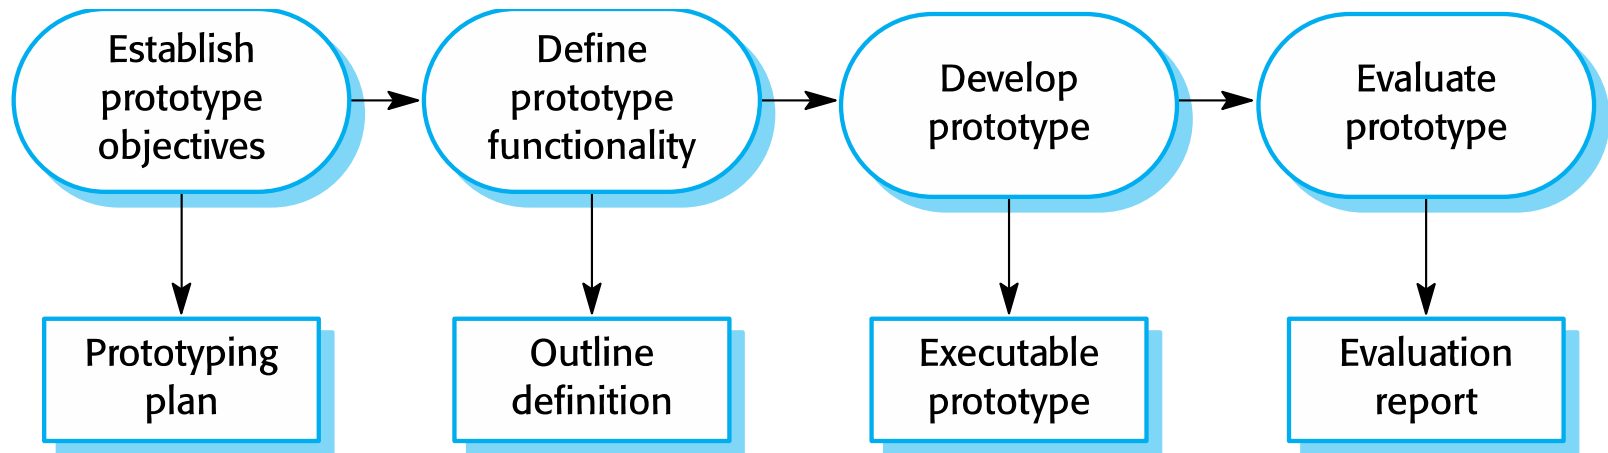 Establish
prototype
objectives
Define
prototype
functionality
Develop
prototype
Evaluate
prototype
Prototyping
plan
Outline
definition
Executable
prototype
Evaluation
report